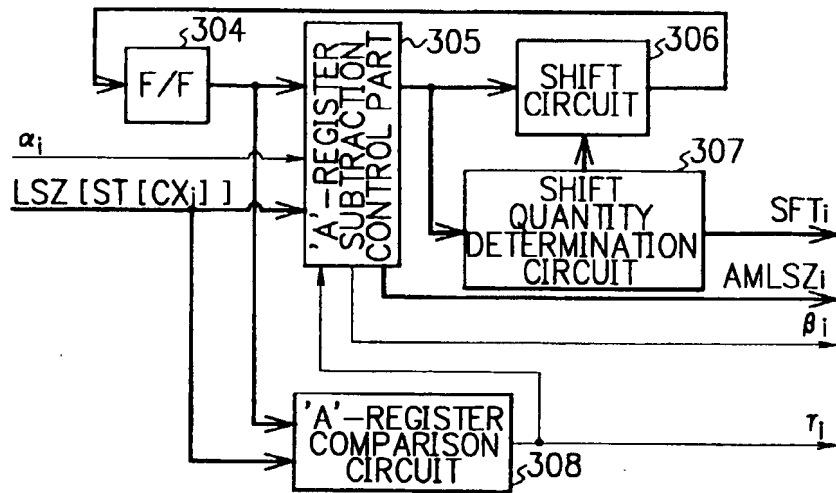 304
F/F
'A'-REGISTER
SUBTRACTION
CONTROL PART
305
SHIFT
CIRCUIT
306
αi
LSZ [ST [CXi] ]
SHIFT
QUANTITY
DETERMINATION
CIRCUIT
307
SFTi
AMLSZi
βi
'A'-REGISTER
COMPARISON
CIRCUIT
308
γi